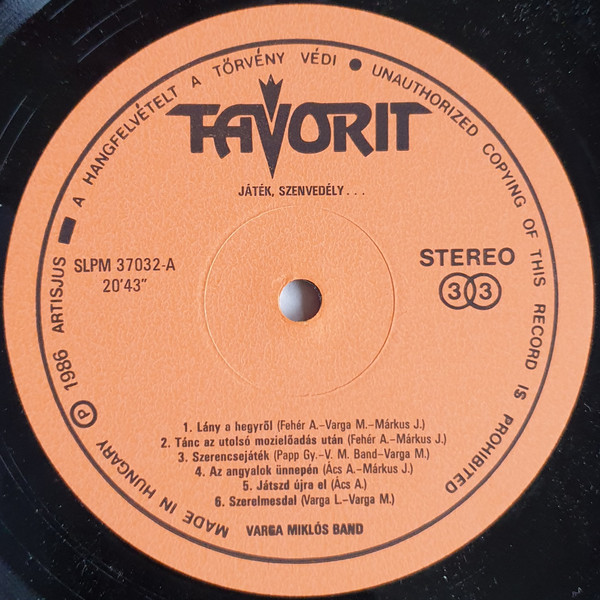 A HANGFELVÉTELT A TÖRVÉNY VÉDI ● UNAUTHORIZED COPYING OF THIS RECORD IS PROHIBITED
FAVORIT
JÁTÉK, SZENVEDÉLY...
SLPM 37032-A
20'43"
STEREO
33
1. Lány a hegyről (Fehér A.-Varga M.-Márkus J.)
2. Tánc az utolsó mozielőadás után (Fehér A.-Márkus J.)
3. Szerencsejáték (Papp Gy.-V. M. Band-Varga M.)
4. Az angyalok ünnepén (Ács A.-Márkus J.)
5. Játszd újra el (Ács A.)
6. Szerelmesdal (Varga L.-Varga M.)
VARGA MIKLÓS BAND
MADE IN HUNGARY Ⓟ 1986 ARTISJUS